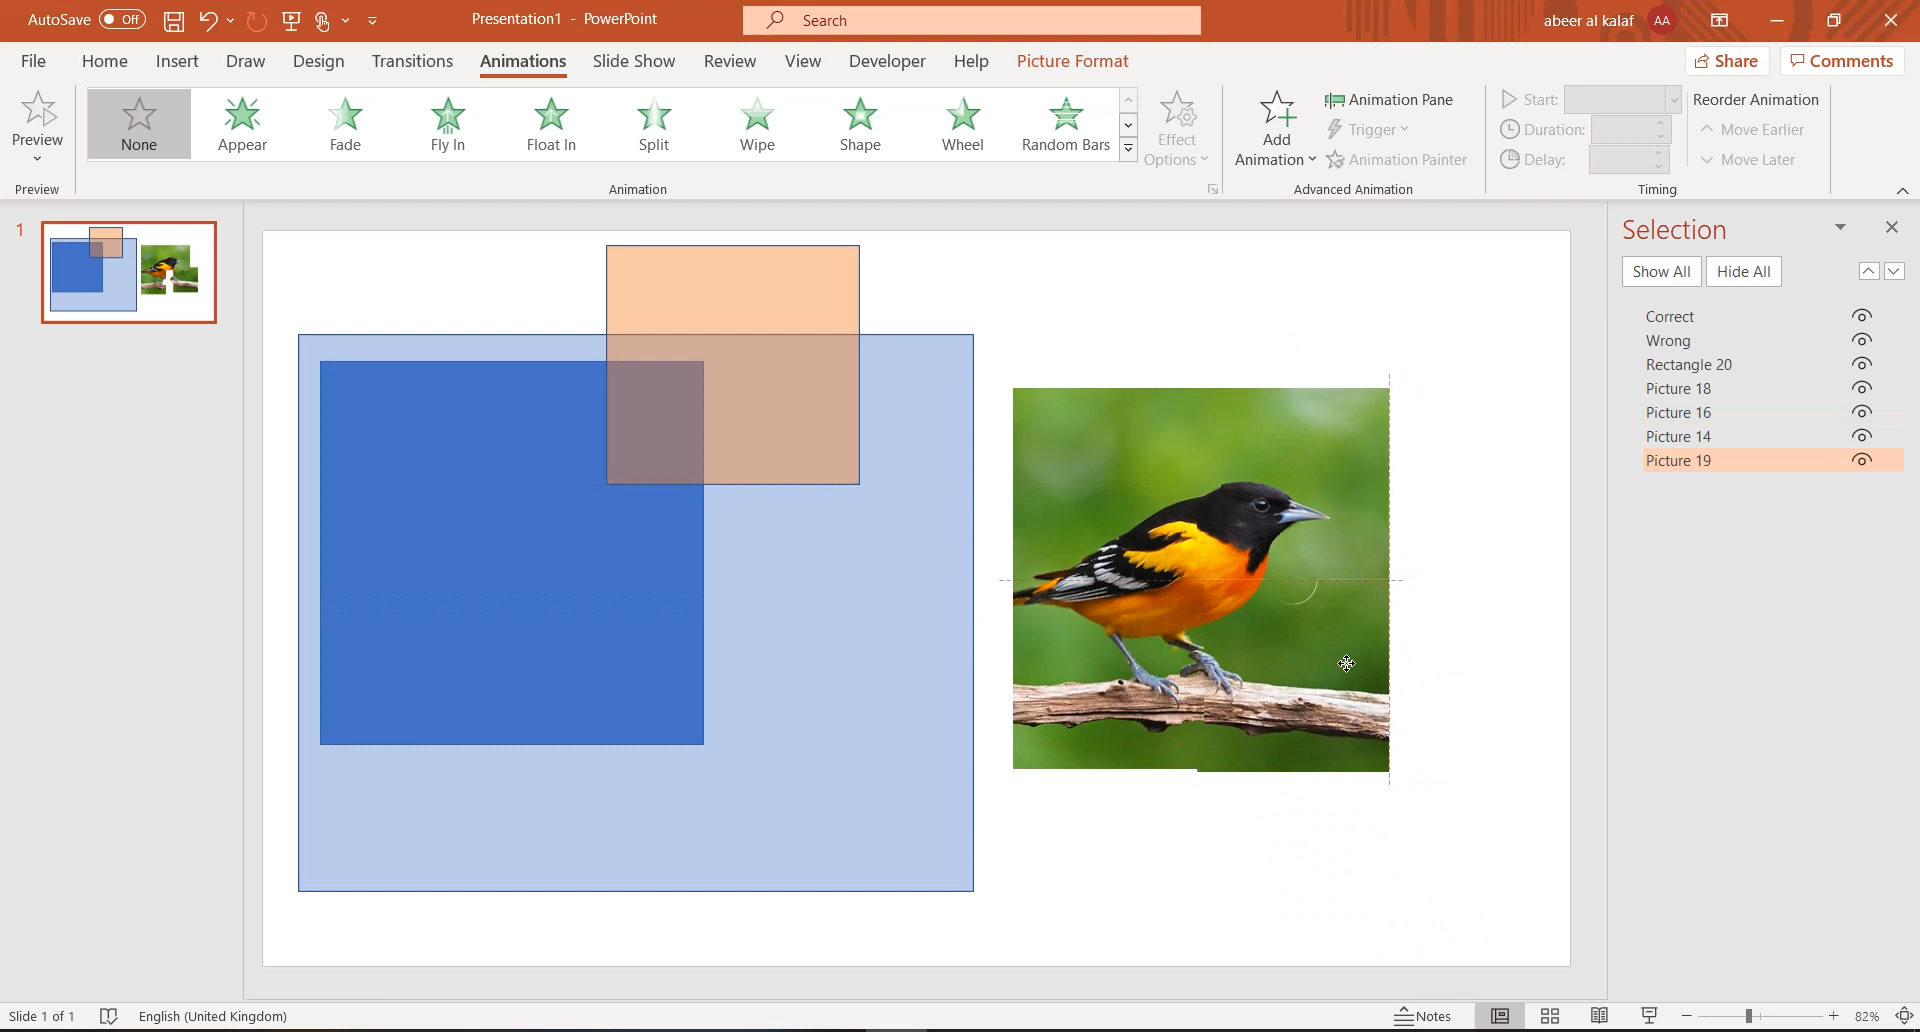 AutoSave Off Presentation1 - PowerPoint Search abeer al kalaf AA
File Home Insert Draw Design Transitions Animations Slide Show Review View Developer Help Picture Format Share Comments
Preview None Appear Fade Fly In Float In Split Wipe Shape Wheel Random Bars Effect Options Add Animation
Animation Pane
Trigger
Animation Painter
Start:
Duration:
Delay:
Reorder Animation
Move Earlier
Move Later
Preview Animation Advanced Animation Timing
1
Selection
Show All Hide All
Correct
Wrong
Rectangle 20
Picture 18
Picture 16
Picture 14
Picture 19
Slide 1 of 1 English (United Kingdom) Notes 82%